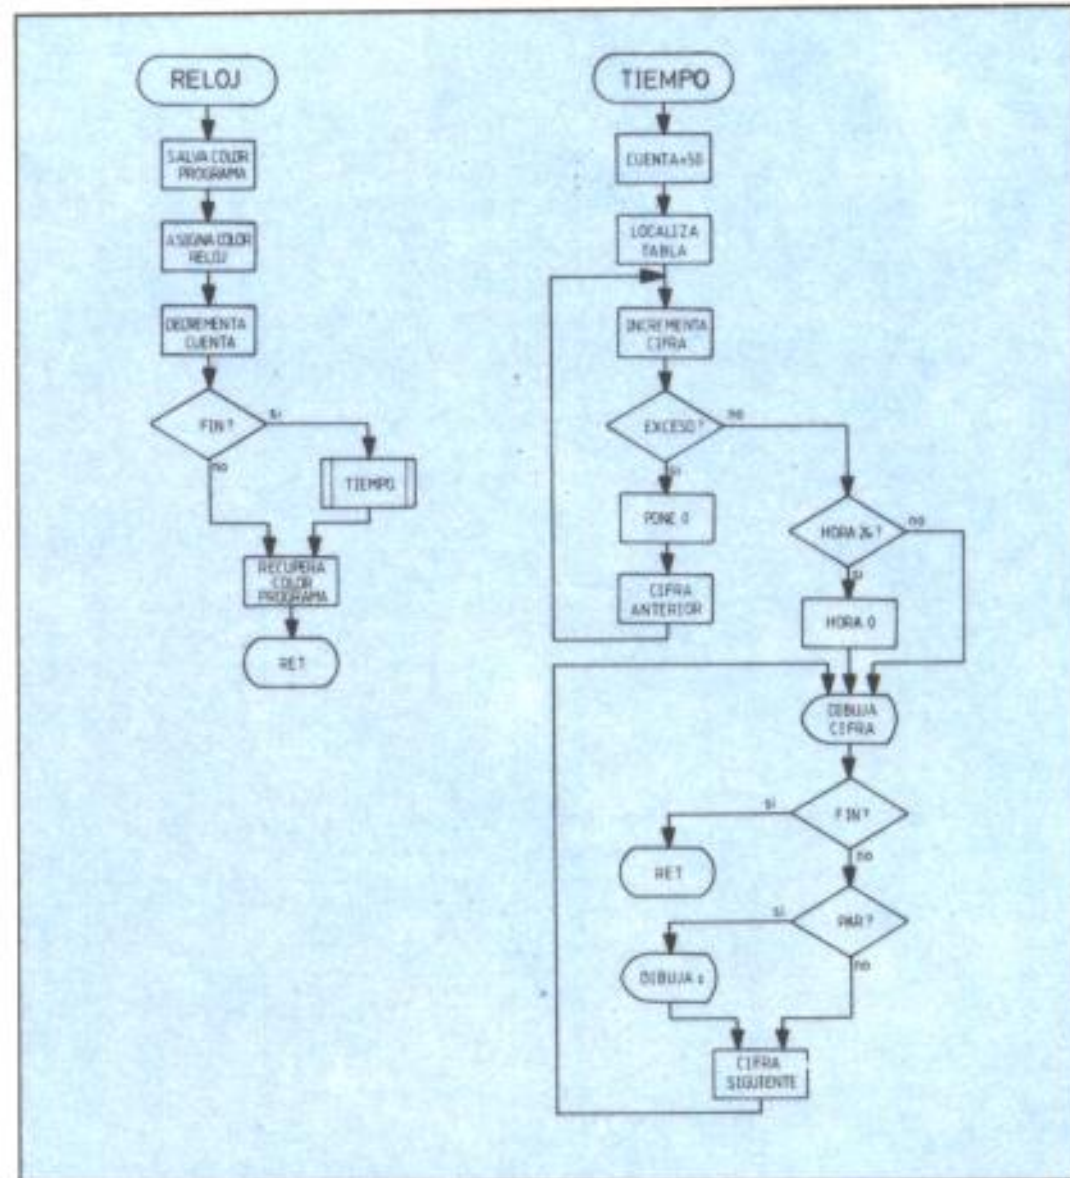 RELOJ
SALVA COLOR
PROGRAMA
ASIGNA COLOR
RELOJ
DECREMENTA
CUENTA
FIN?
si
no
TIEMPO
RECUPERA
COLOR
PROGRAMA
RET
TIEMPO
CUENTA=50
LOCALIZA
TABLA
INCREMENTA
CIFRA
EXCESO?
no
si
PONE 0
CIFRA
ANTERIOR
HORA 24?
no
si
HORA 0
DIBUJA
CIFRA
FIN?
si
no
RET
PAR?
si
no
DIBUJA :
CIFRA
SIGUIENTE